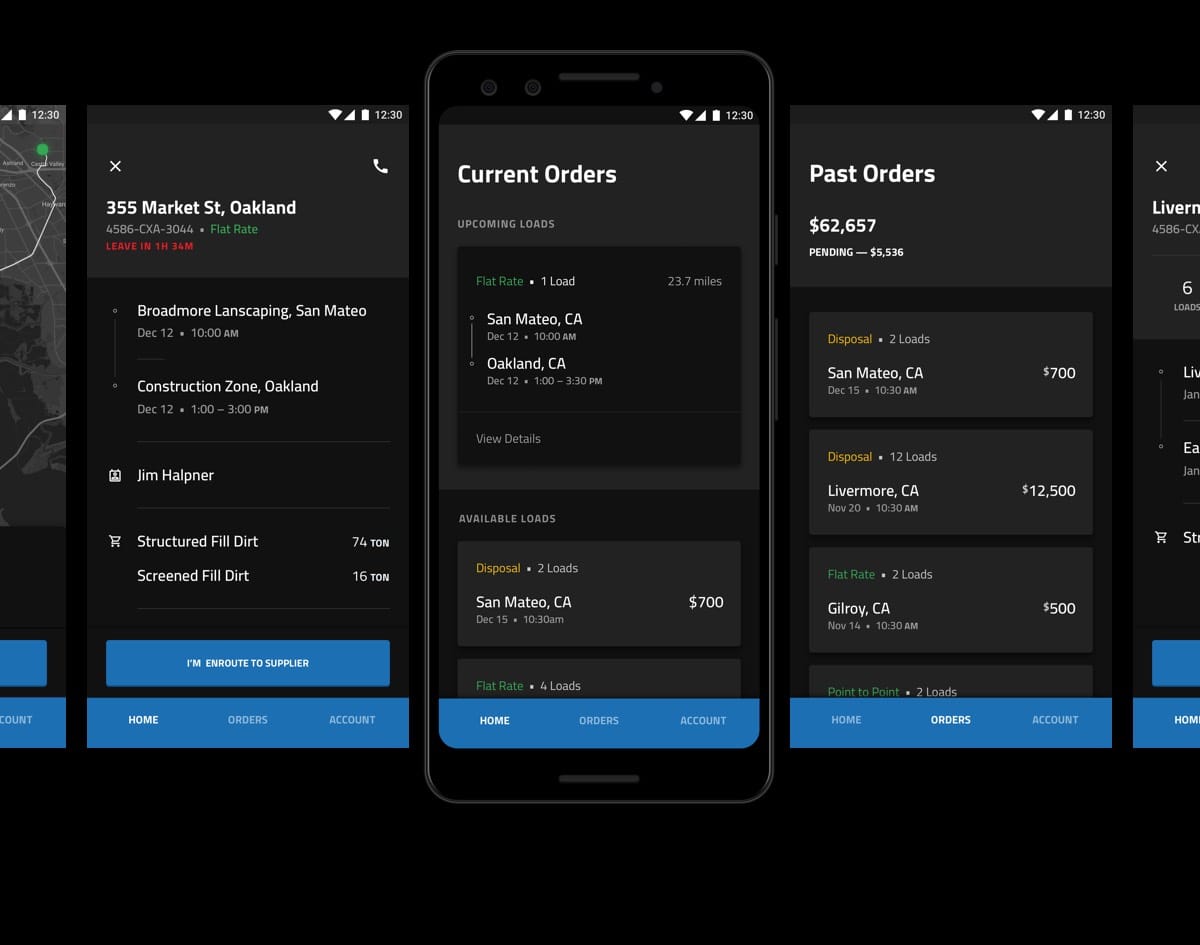 12:30
Ashland
Castro Valley
Hayward
COUNT
12:30
355 Market St, Oakland
4586-CXA-3044 ▪ Flat Rate
LEAVE IN 1H 34M
Broadmore Lanscaping, San Mateo
Dec 12 ▪ 10:00 AM
Construction Zone, Oakland
Dec 12 ▪ 1:00 – 3:00 PM
Jim Halpner
Structured Fill Dirt 74 TON
Screened Fill Dirt 16 TON
I'M ENROUTE TO SUPPLIER
HOME ORDERS ACCOUNT
12:30
Current Orders
UPCOMING LOADS
Flat Rate ▪ 1 Load 23.7 miles
San Mateo, CA
Dec 12 ▪ 10:00 AM
Oakland, CA
Dec 12 ▪ 1:00 – 3:30 PM
View Details
AVAILABLE LOADS
Disposal ▪ 2 Loads
San Mateo, CA $700
Dec 15 ▪ 10:30am
Flat Rate ▪ 4 Loads
HOME ORDERS ACCOUNT
12:30
Past Orders
$62,657
PENDING — $5,536
Disposal ▪ 2 Loads
San Mateo, CA $700
Dec 15 ▪ 10:30 AM
Disposal ▪ 12 Loads
Livermore, CA $12,500
Nov 20 ▪ 10:30 AM
Flat Rate ▪ 2 Loads
Gilroy, CA $500
Nov 14 ▪ 10:30 AM
Point to Point ▪ 2 Loads
HOME ORDERS ACCOUNT
Liverm
4586-CX
6
LOADS
Liv
Jan
Ea
Jan
Str
HOM